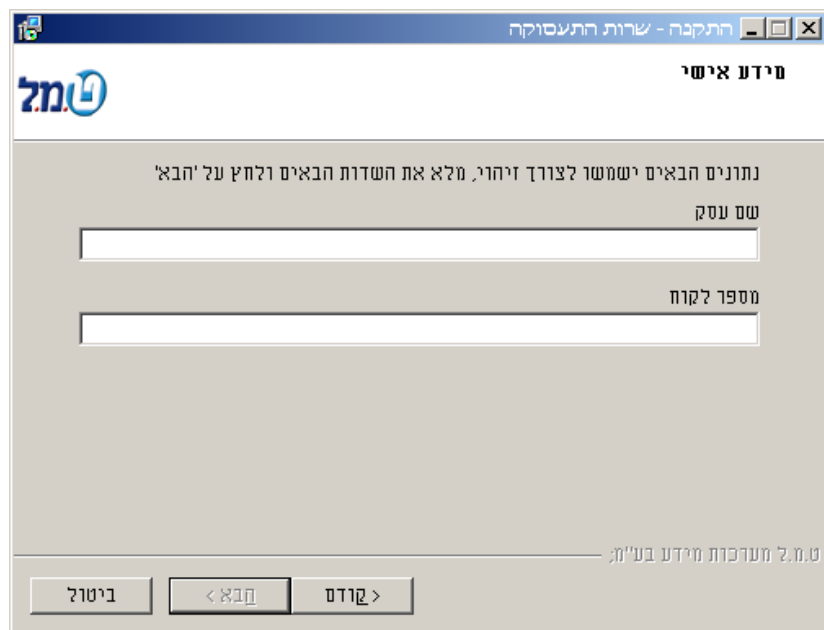 התקנה - שרות התעסוקה
מידע אישי
ט.מ.ל
נתונים הבאים ישמשו לצורך זיהוי, מלא את השדות הבאים ולחץ על 'הבא'
שם עסק
מספר לקוח
ט.מ.ל מערכות מידע בע"מ;
< קודם
הבא >
ביטול